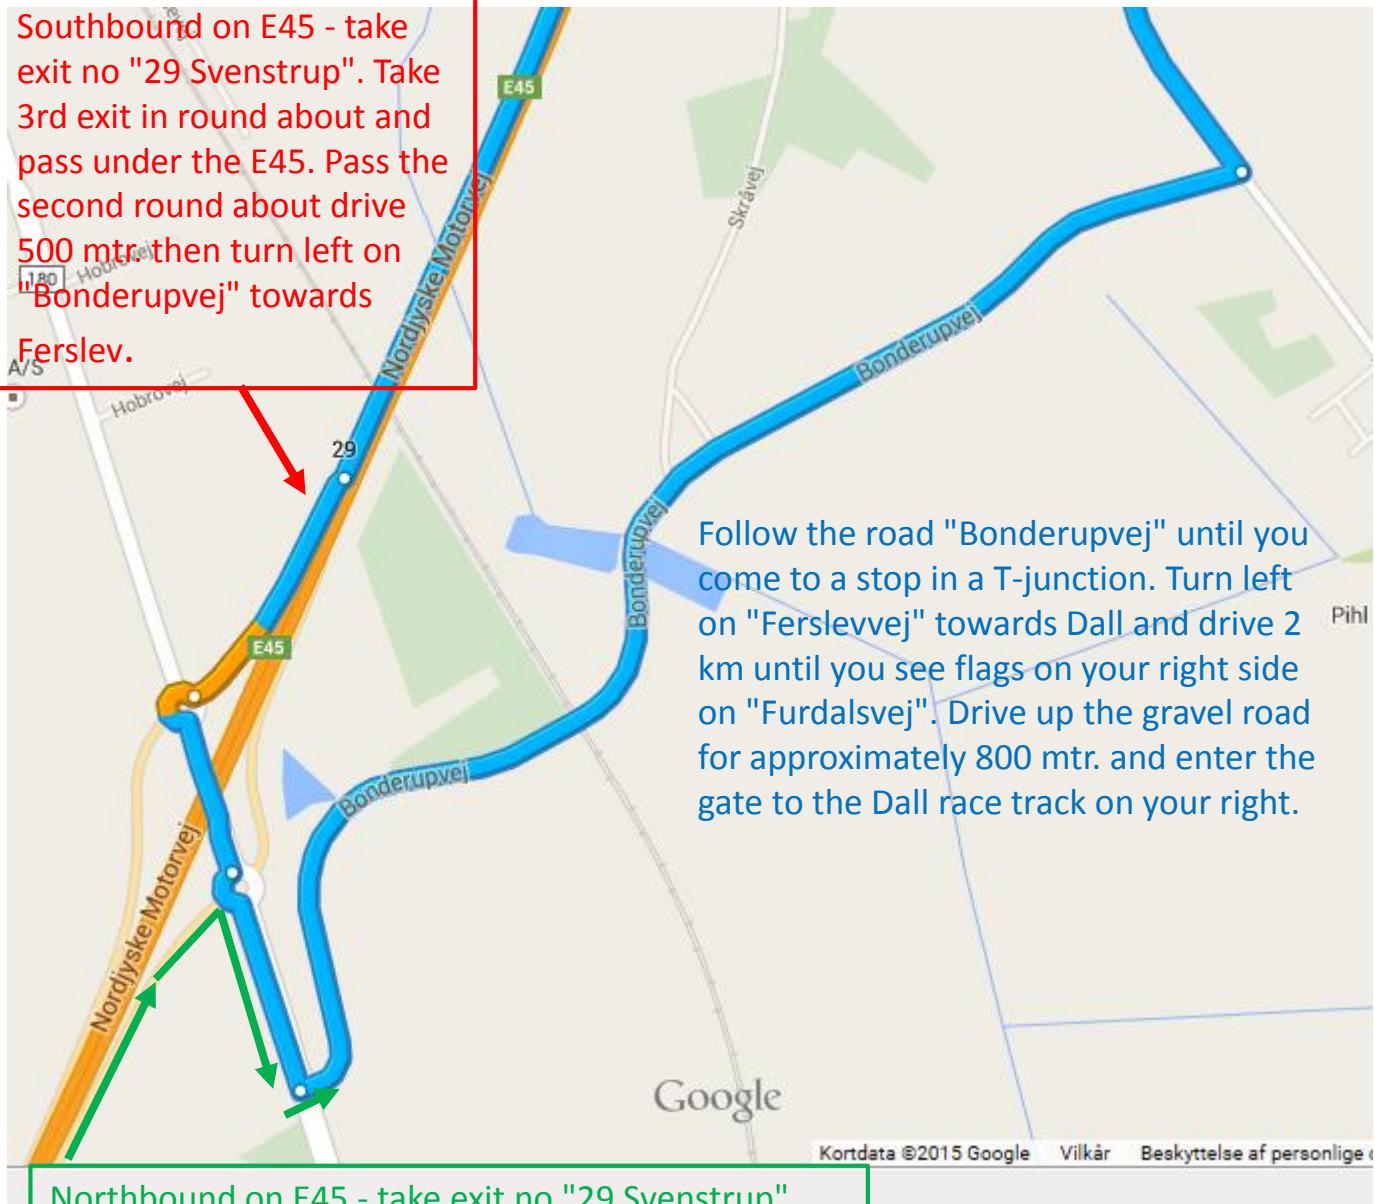 Southbound on E45 - take
exit no "29 Svenstrup". Take
3rd exit in round about and
pass under the E45. Pass the
second round about drive
500 mtr. then turn left on
"Bonderupvej" towards
Ferslev.
E45
Nordjyske Motorvej
Skråvej
180
Hobrovej
A/S
Hobrovej
29
Bonderupvej
Bonderupvej
Follow the road "Bonderupvej" until you
come to a stop in a T-junction. Turn left
on "Ferslevvej" towards Dall and drive 2
km until you see flags on your right side
on "Furdalsvej". Drive up the gravel road
for approximately 800 mtr. and enter the
gate to the Dall race track on your right.
Pihl
E45
Bonderupvej
Nordjyske Motorvej
Google
Kortdata ©2015 Google Vilkår Beskyttelse af personlige
Northbound on E45 - take exit no "29 Svenstrup"